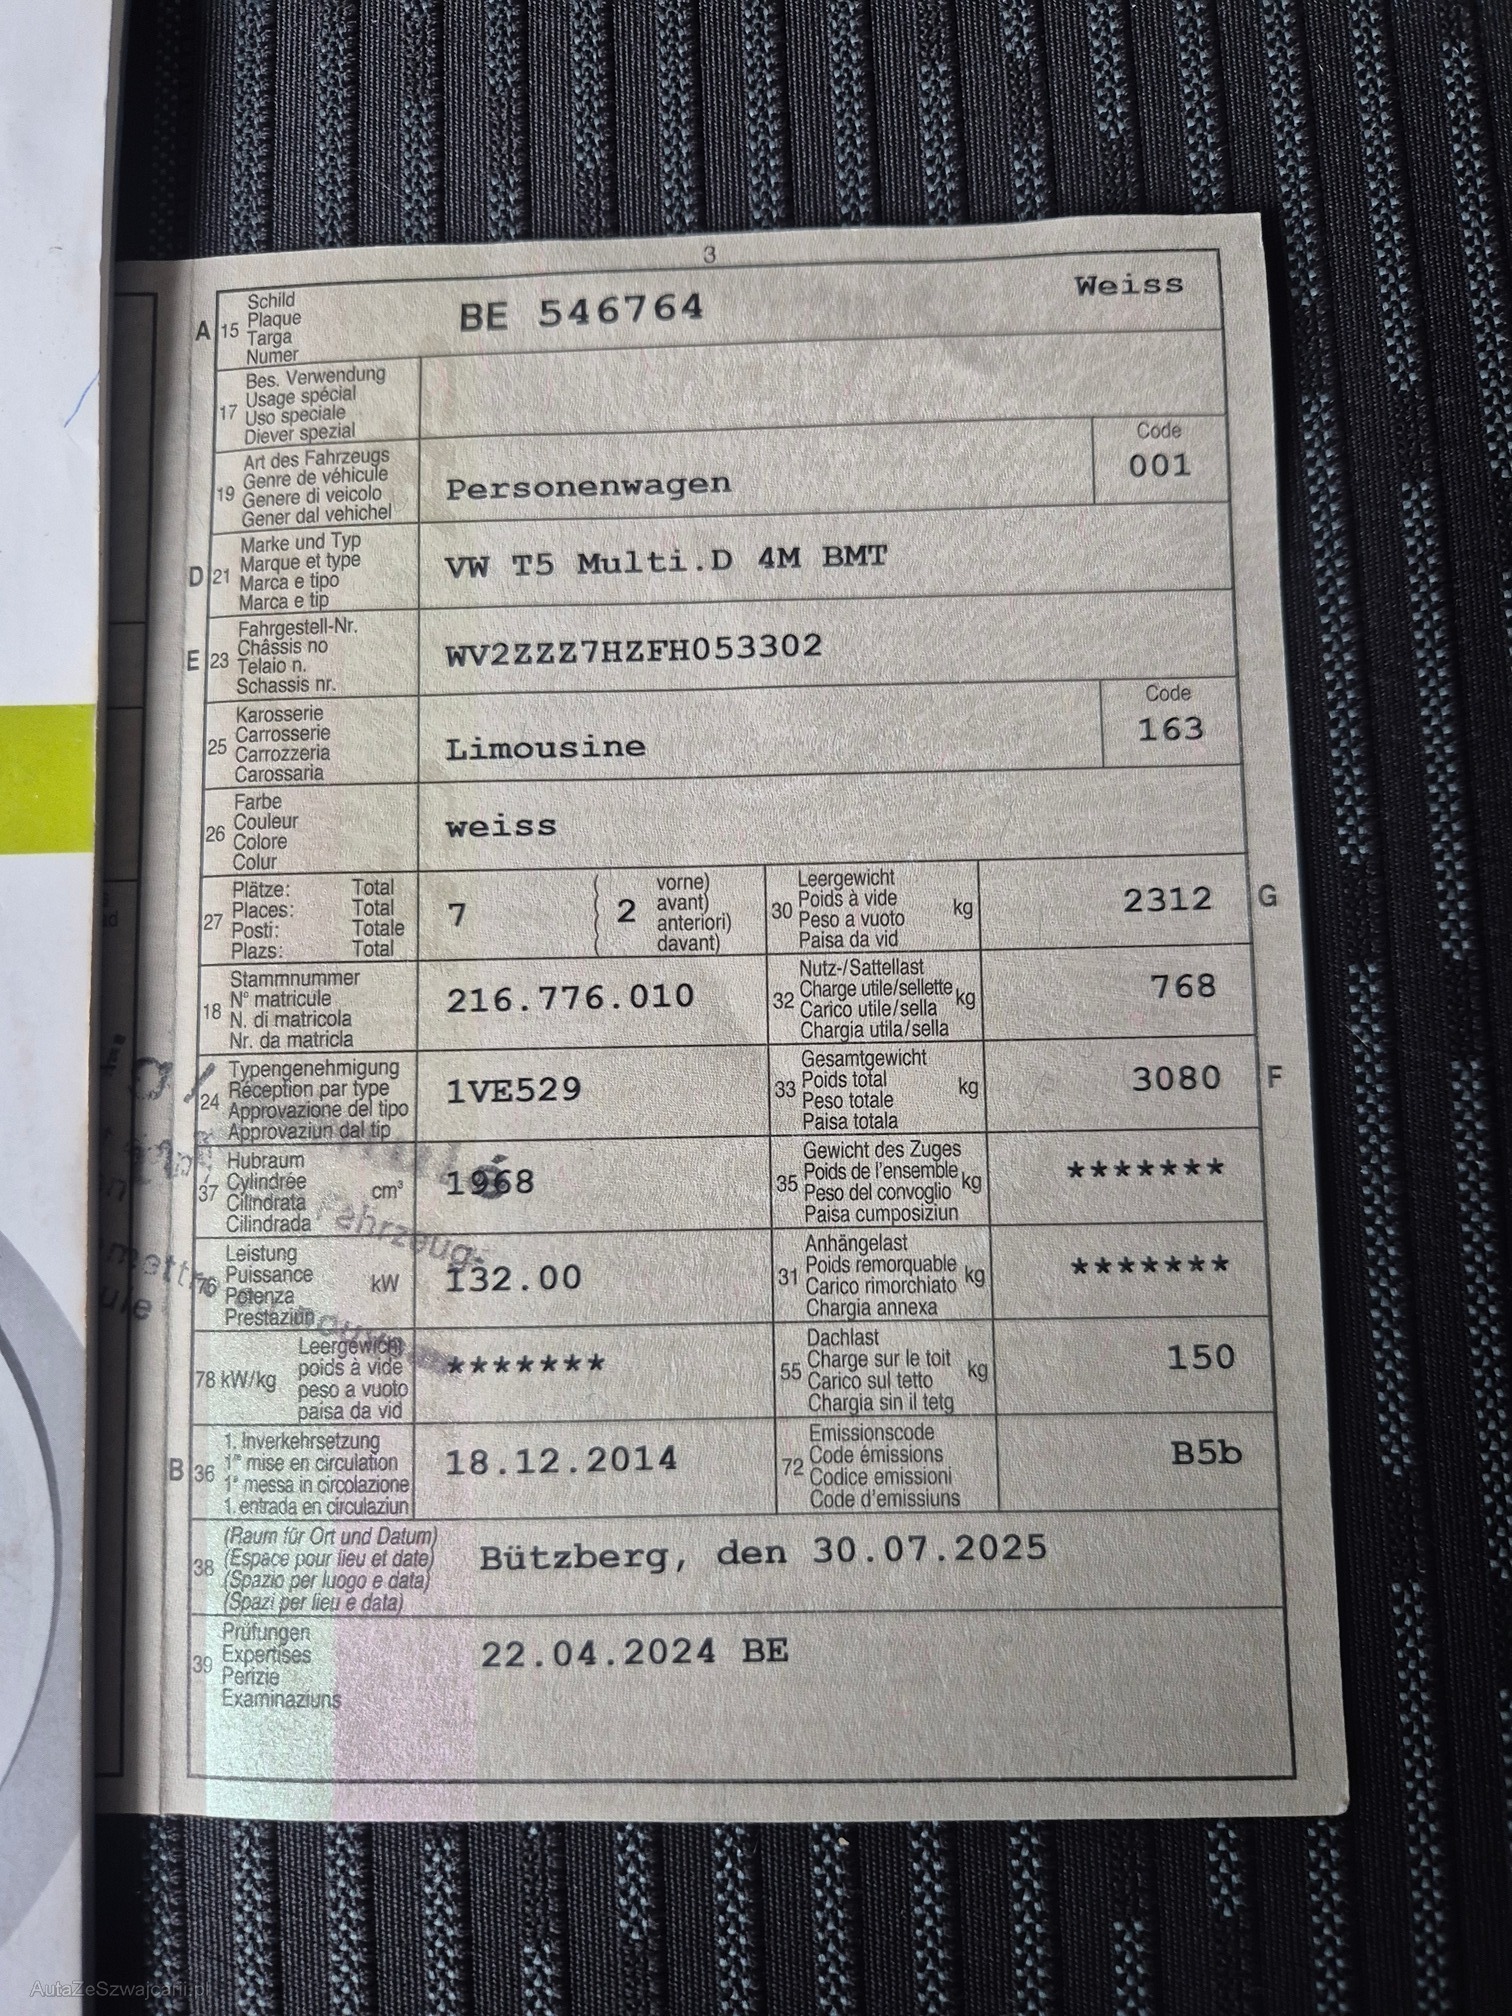 3
A 15 Schild Plaque Targa Numer BE 546764 Weiss
17 Bes. Verwendung Usage spécial Uso speciale Diever spezial
19 Art des Fahrzeugs Genre de véhicule Genere di veicolo Gener dal vehichel Personenwagen Code 001
D 21 Marke und Typ Marque et type Marca e tipo Marca e tip VW T5 Multi.D 4M BMT
E 23 Fahrgestell-Nr. Châssis no Telaio n. Schassis nr. WV2ZZZ7HZFH053302
25 Karosserie Carrosserie Carrozzeria Carossaria Limousine Code 163
26 Farbe Couleur Colore Colur weiss
27 Plätze: Total Places: Total Posti: Totale Plazs: Total 7 ( 2 vorne) avant) anteriori) davant)
30 Leergewicht Poids à vide Peso a vuoto Paisa da vid kg 2312 G
18 Stammnummer N° matricule N. di matricola Nr. da matricla 216.776.010
32 Nutz-/Sattellast Charge utile/sellette Carico utile/sella Chargia utila/sella kg 768
24 Typengenehmigung Réception par type Approvazione del tipo Approvaziun dal tip 1VE529
33 Gesamtgewicht Poids total Peso totale Paisa totala kg 3080 F
37 Hubraum Cylindrée Cilindrata Cilindrada cm³ 1968
35 Gewicht des Zuges Poids de l'ensemble Peso del convoglio Paisa cumposiziun kg *******
76 Leistung Puissance Potenza Prestaziun kW 132.00
31 Anhängelast Poids remorquable Carico rimorchiato Chargia annexa kg *******
78 kW/kg Leergewicht poids à vide peso a vuoto paisa da vid *******
55 Dachlast Charge sur le toit Carico sul tetto Chargia sin il tetg kg 150
B 36 1. Inverkehrsetzung 1re mise en circulation 1a messa in circolazione 1. entrada en circulaziun 18.12.2014
72 Emissionscode Code émissions Codice emissioni Code d'emissiuns B5b
38 (Raum für Ort und Datum) (Espace pour lieu et date) (Spazio per luogo e data) (Spazi per lieu e data) Bützberg, den 30.07.2025
39 Prüfungen Expertises Perizie Examinaziuns 22.04.2024 BE
Fahrzeug-
AutaZeSzwajcarii.pl